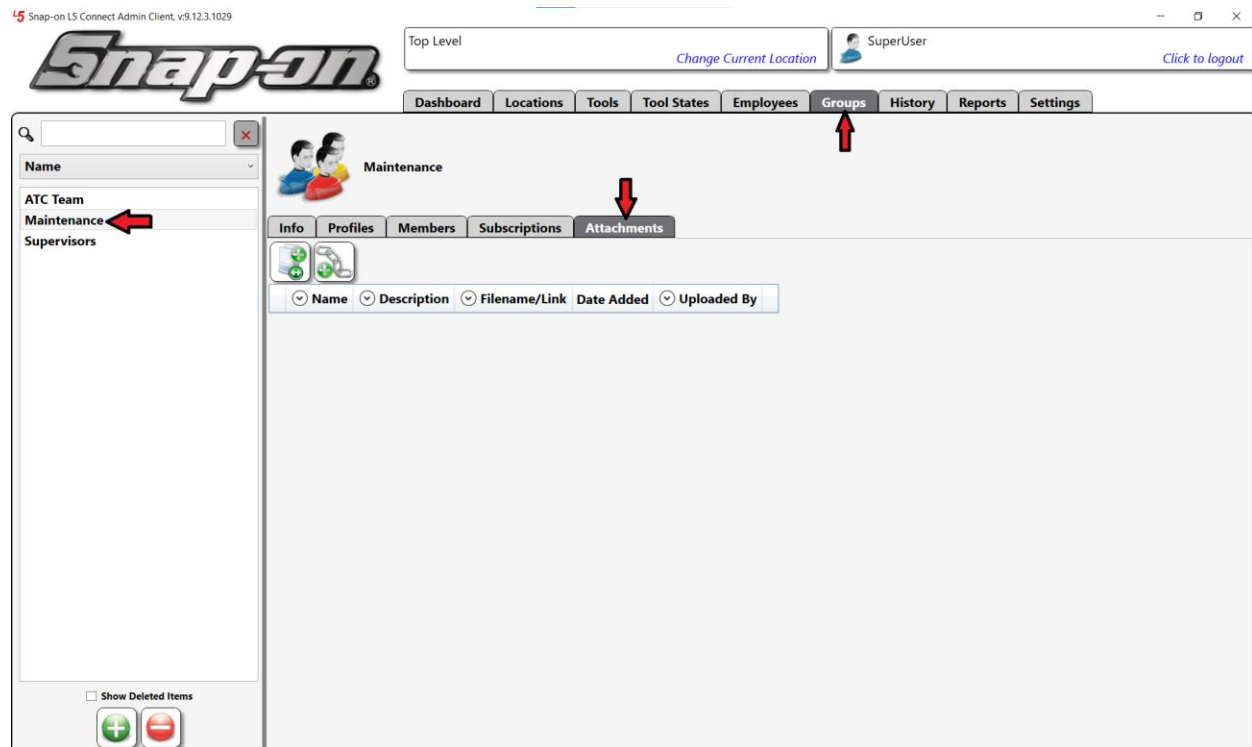 L5 Snap-on L5 Connect Admin Client, v:9.12.3.1029
Snap-on®
Top Level
Change Current Location
SuperUser
Click to logout
Dashboard Locations Tools Tool States Employees Groups History Reports Settings
Name
ATC Team
Maintenance
Supervisors
Show Deleted Items
Maintenance
Info Profiles Members Subscriptions Attachments
Name Description Filename/Link Date Added Uploaded By